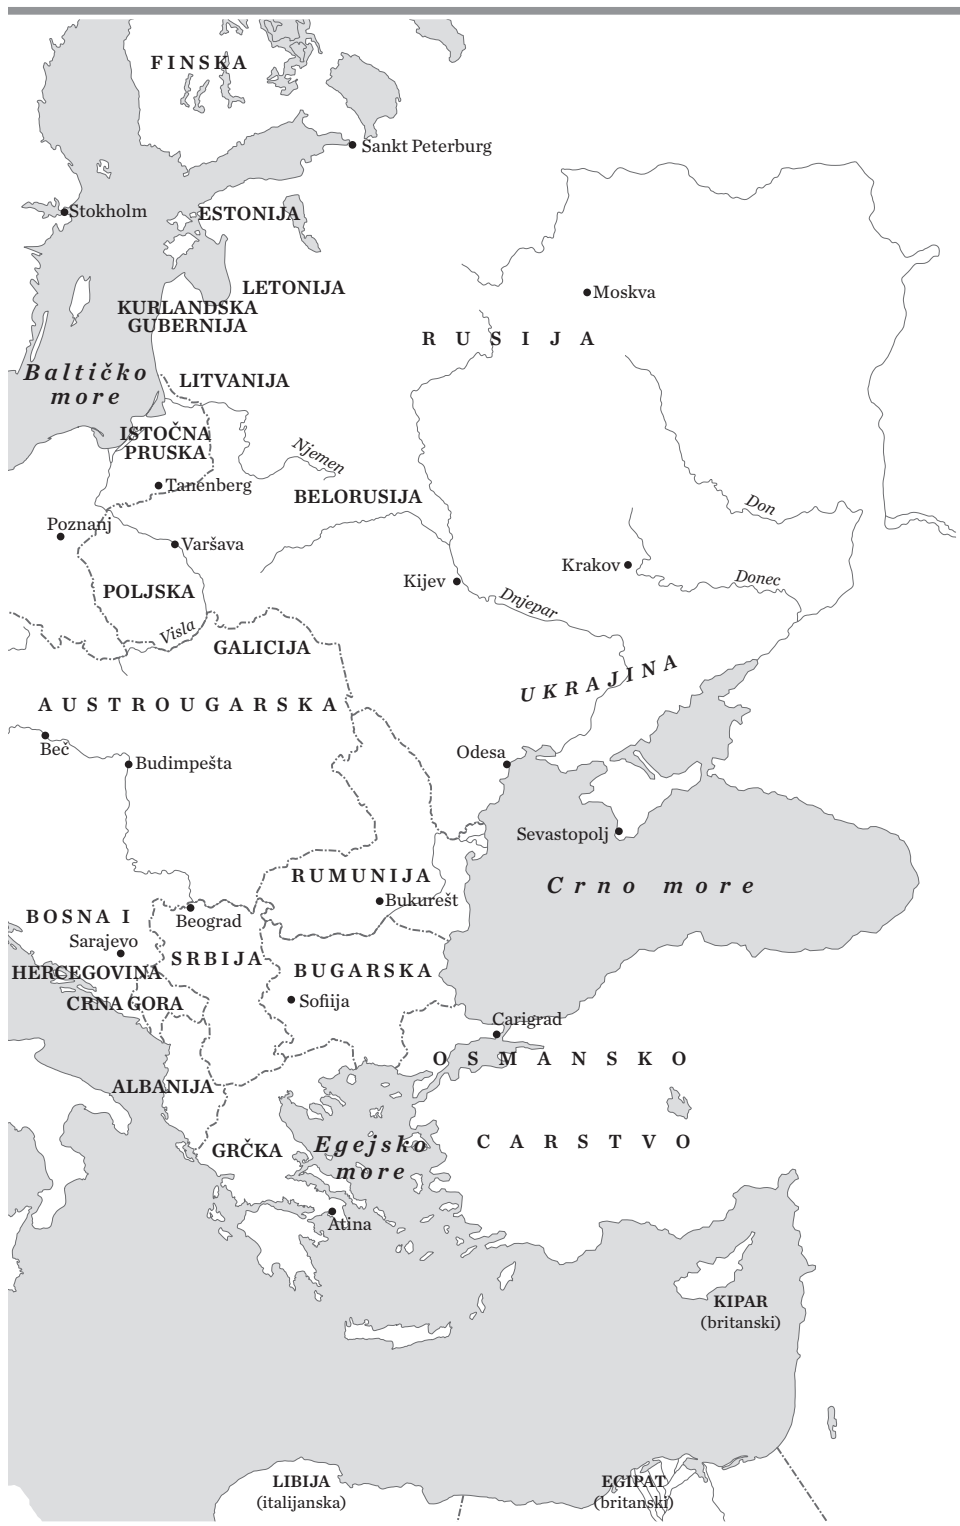 FINSKA
Sankt Peterburg
Stokholm
ESTONIJA
LETONIJA
Moskva
KURLANDSKA
GUBERNIJA
RUSIJA
Baltičko
more
LITVANIJA
ISTOČNA
PRUSKA
Njemen
Tanenberg
BELORUSIJA
Don
Poznanj
Varšava
Krakov
Kijev
Donec
POLJSKA
Dnjepar
Visla
GALICIJA
UKRAJINA
AUSTROUGARSKA
Beč
Budimpešta
Odesa
Sevastopolj
RUMUNIJA
Crno more
Bukurešt
BOSNA I
Beograd
Sarajevo
SRBIJA
HERCEGOVINA
BUGARSKA
CRNA GORA
Sofiija
Carigrad
OSMANSKO
ALBANIJA
CARSTVO
GRČKA
Egejsko
more
Atina
KIPAR
(britanski)
LIBIJA
(italijanska)
EGIPAT
(britanski)